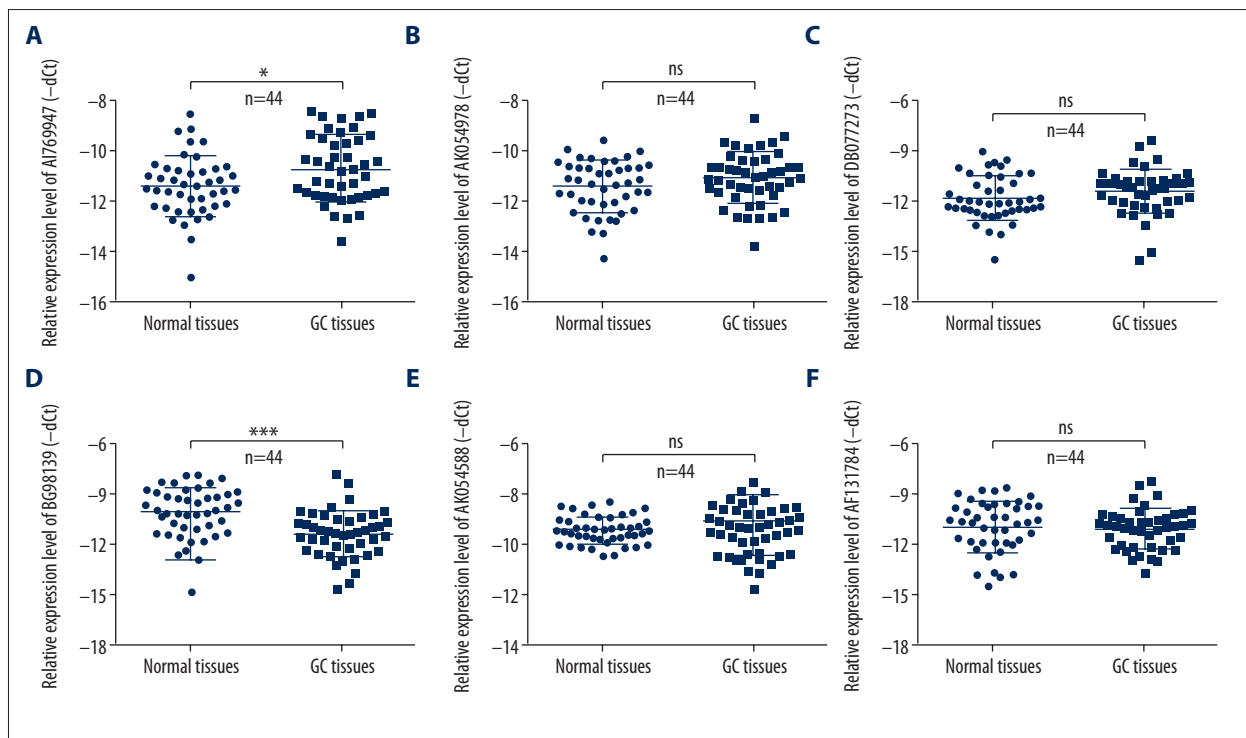 A
Relative expression level of AI769947 (–dCt)
*
n=44
–8
–10
–12
–14
–16
Normal tissues
GC tissues
B
Relative expression level of AK054978 (–dCt)
ns
n=44
–8
–10
–12
–14
–16
Normal tissues
GC tissues
C
Relative expression level of DB077273 (–dCt)
ns
n=44
–6
–9
–12
–15
–18
Normal tissues
GC tissues
D
Relative expression level of BG98139 (–dCt)
***
n=44
–6
–9
–12
–15
–18
Normal tissues
GC tissues
E
Relative expression level of AK054588 (–dCt)
ns
n=44
–6
–8
–10
–12
–14
Normal tissues
GC tissues
F
Relative expression level of AF131784 (–dCt)
ns
n=44
–6
–9
–12
–15
–18
Normal tissues
GC tissues